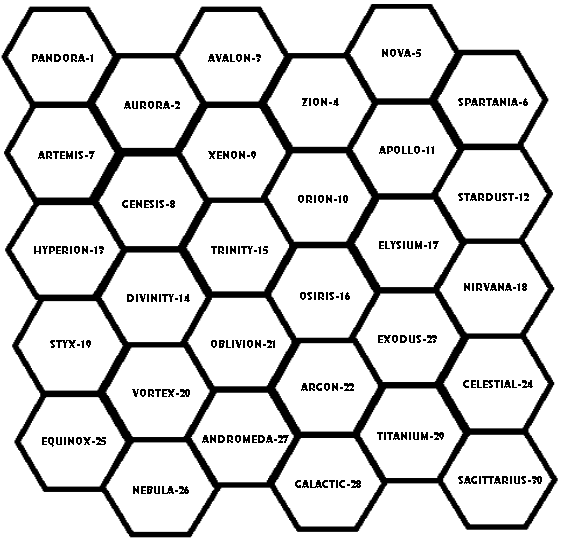 PANDORA-1
AURORA-2
AVALON-3
ZION-4
NOVA-5
SPARTANIA-6
ARTEMIS-7
GENESIS-8
XENON-9
ORION-10
APOLLO-11
STARDUST-12
HYPERION-13
DIVINITY-14
TRINITY-15
OSIRIS-16
ELYSIUM-17
NIRVANA-18
STYX-19
VORTEX-20
OBLIVION-21
ARGON-22
EXODUS-23
CELESTIAL-24
EQUINOX-25
NEBULA-26
ANDROMEDA-27
GALACTIC-28
TITANIUM-29
SAGITTARIUS-30